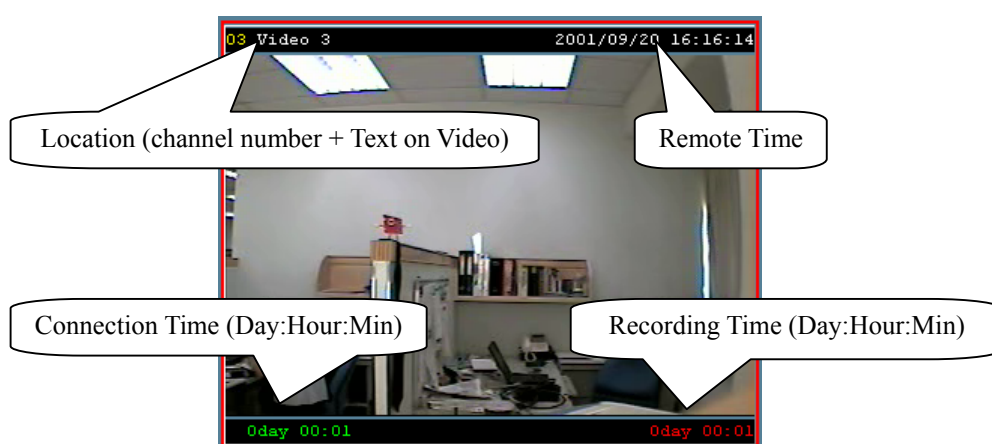 03 Video 3 2001/09/20 16:16:14
Location (channel number + Text on Video)
Remote Time
Connection Time (Day:Hour:Min)
Recording Time (Day:Hour:Min)
0day 00:01
0day 00:01